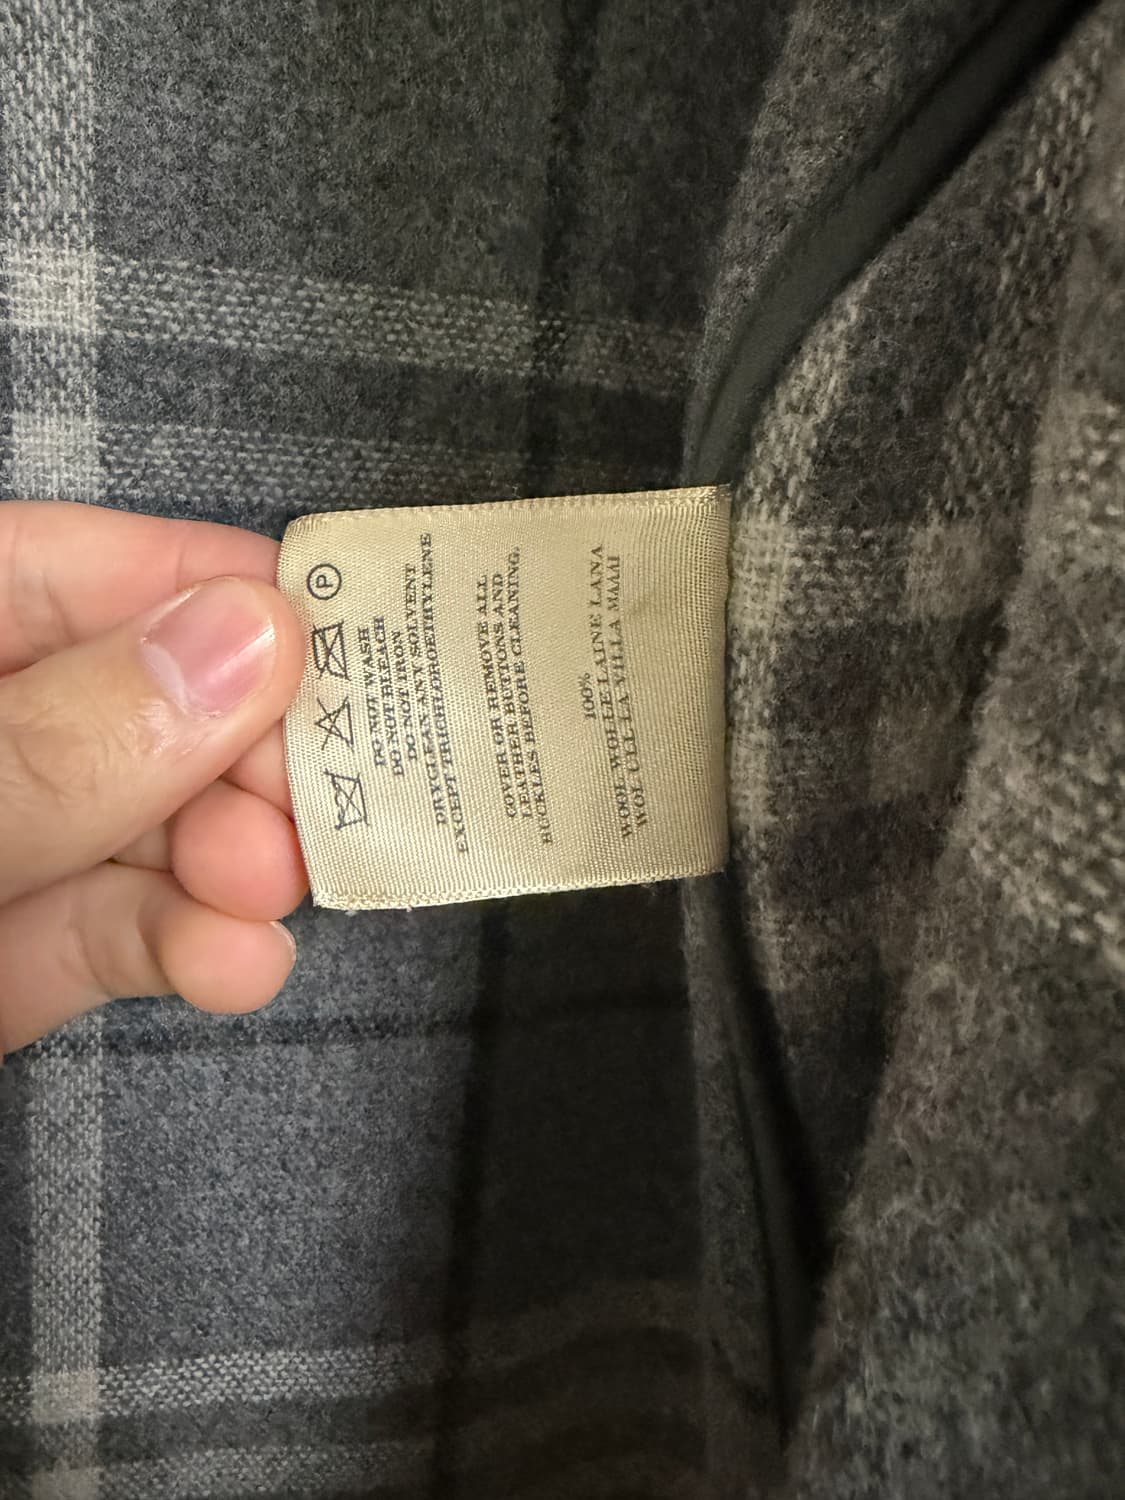 P
DO NOT WASH
DO NOT BLEACH
DO NOT IRON
DRYCLEAN ANY SOLVENT
EXCEPT TRICHLOROETHYLENE
COVER OR REMOVE ALL
LEATHER BUTTONS AND
BUCKLES BEFORE CLEANING.
100%
WOOL WOLLE LAINE LANA
WOL ULL LA VILLA